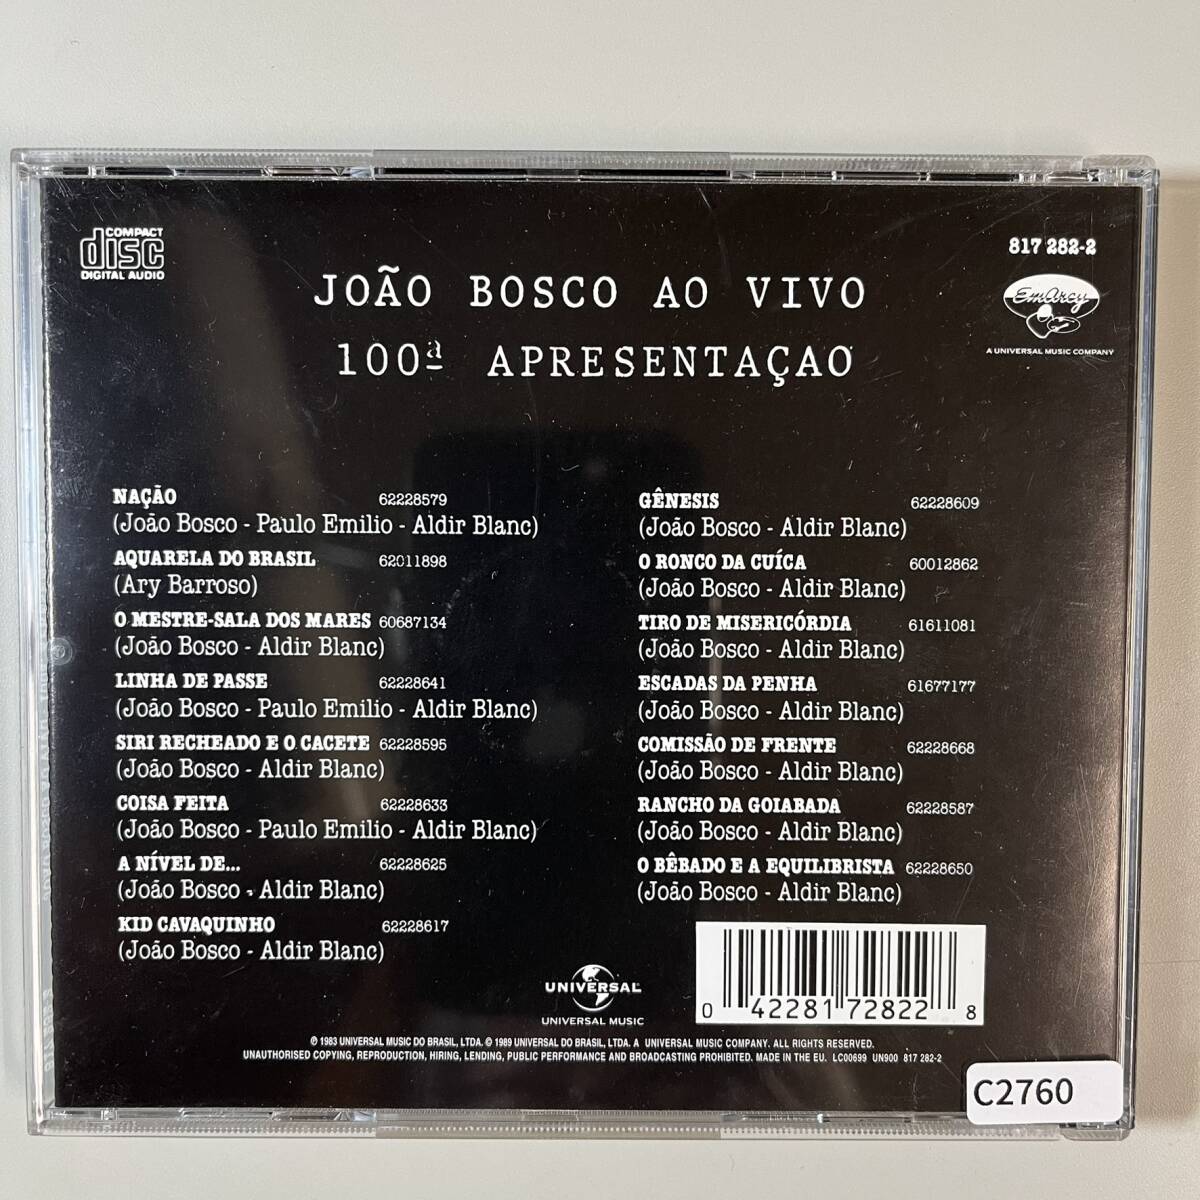 COMPACT
disc
DIGITAL AUDIO
817 282-2
EmArcy
A UNIVERSAL MUSIC COMPANY
JOÃO BOSCO AO VIVO
100ª APRESENTAÇAO
NAÇÃO 62228579
(João Bosco - Paulo Emilio - Aldir Blanc)
AQUARELA DO BRASIL 62011898
(Ary Barroso)
O MESTRE-SALA DOS MARES 60687134
(João Bosco - Aldir Blanc)
LINHA DE PASSE 62228641
(João Bosco - Paulo Emilio - Aldir Blanc)
SIRI RECHEADO E O CACETE 62228595
(João Bosco - Aldir Blanc)
COISA FEITA 62228633
(João Bosco - Paulo Emilio - Aldir Blanc)
A NÍVEL DE... 62228625
(João Bosco - Aldir Blanc)
KID CAVAQUINHO 62228617
(João Bosco - Aldir Blanc)
GÊNESIS 62228609
(João Bosco - Aldir Blanc)
O RONCO DA CUÍCA 60012862
(João Bosco - Aldir Blanc)
TIRO DE MISERICÓRDIA 61611081
(João Bosco - Aldir Blanc)
ESCADAS DA PENHA 61677177
(João Bosco - Aldir Blanc)
COMISSÃO DE FRENTE 62228668
(João Bosco - Aldir Blanc)
RANCHO DA GOIABADA 62228587
(João Bosco - Aldir Blanc)
O BÊBADO E A EQUILIBRISTA 62228650
(João Bosco - Aldir Blanc)
UNIVERSAL
UNIVERSAL MUSIC
0 42281 72822 8
℗ 1983 UNIVERSAL MUSIC DO BRASIL, LTDA. © 1989 UNIVERSAL DO BRASIL, LTDA. A UNIVERSAL MUSIC COMPANY. ALL RIGHTS RESERVED.
UNAUTHORISED COPYING, REPRODUCTION, HIRING, LENDING, PUBLIC PERFORMANCE AND BROADCASTING PROHIBITED. MADE IN THE EU. LC00699 UN900 817 282-2
C2760